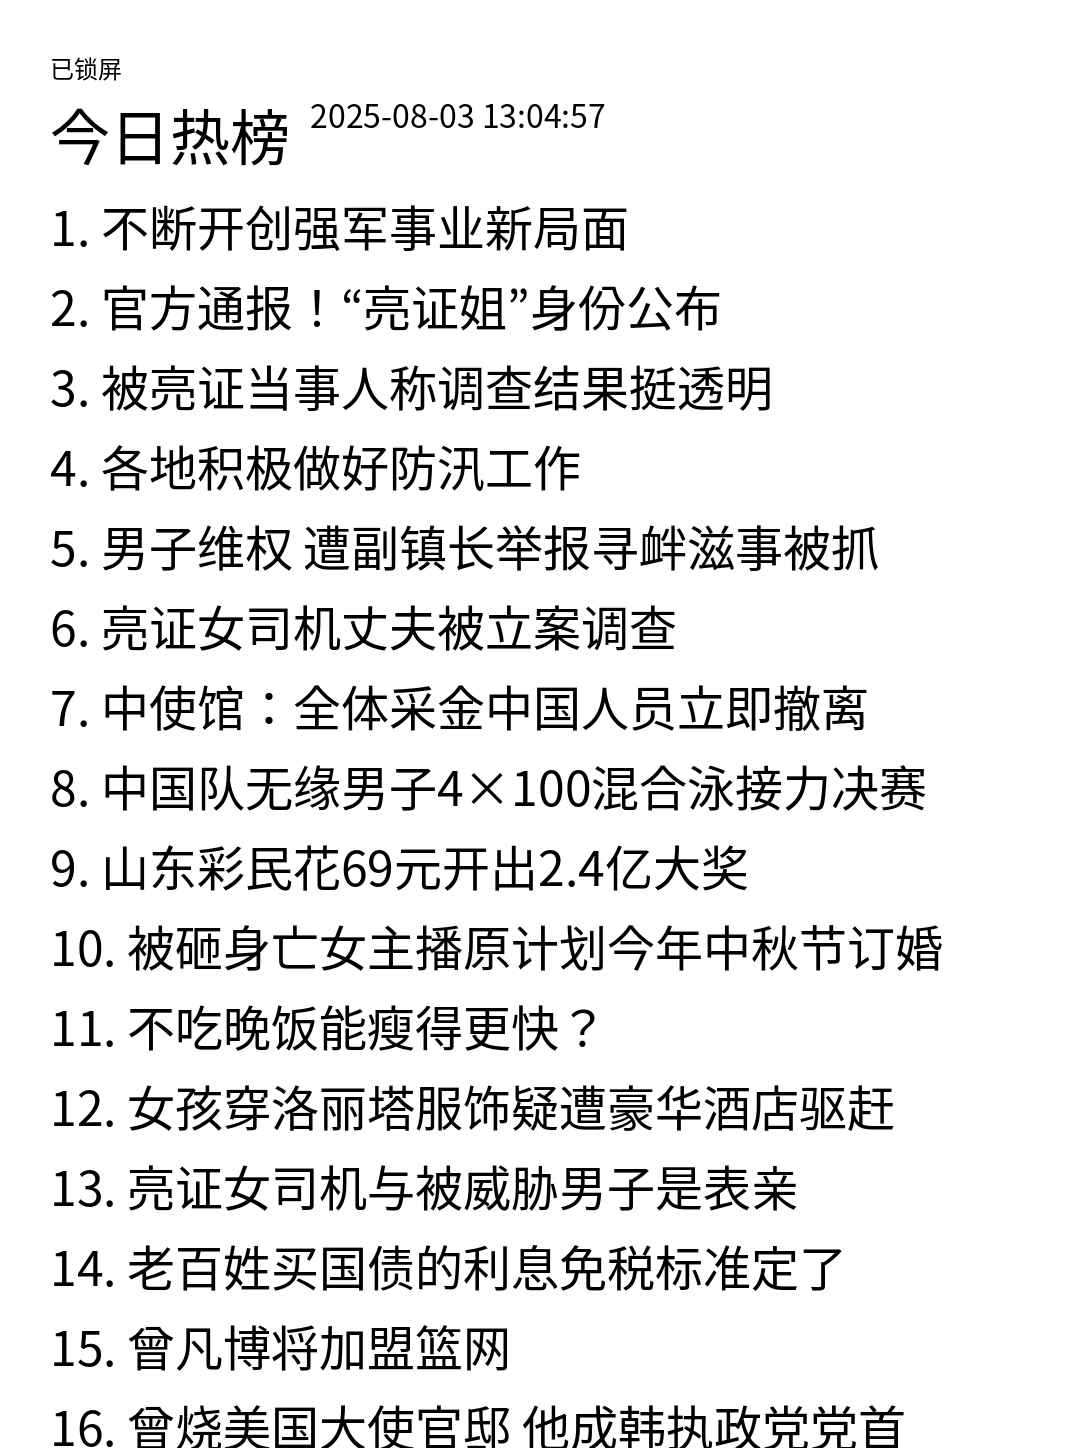 已锁屏
今日热榜 2025-08-03 13:04:57
1. 不断开创强军事业新局面
2. 官方通报！“亮证姐”身份公布
3. 被亮证当事人称调查结果挺透明
4. 各地积极做好防汛工作
5. 男子维权 遭副镇长举报寻衅滋事被抓
6. 亮证女司机丈夫被立案调查
7. 中使馆：全体采金中国人员立即撤离
8. 中国队无缘男子4×100混合泳接力决赛
9. 山东彩民花69元开出2.4亿大奖
10. 被砸身亡女主播原计划今年中秋节订婚
11. 不吃晚饭能瘦得更快？
12. 女孩穿洛丽塔服饰疑遭豪华酒店驱赶
13. 亮证女司机与被威胁男子是表亲
14. 老百姓买国债的利息免税标准定了
15. 曾凡博将加盟篮网
16. 曾烧美国大使官邸 他成韩执政党党首